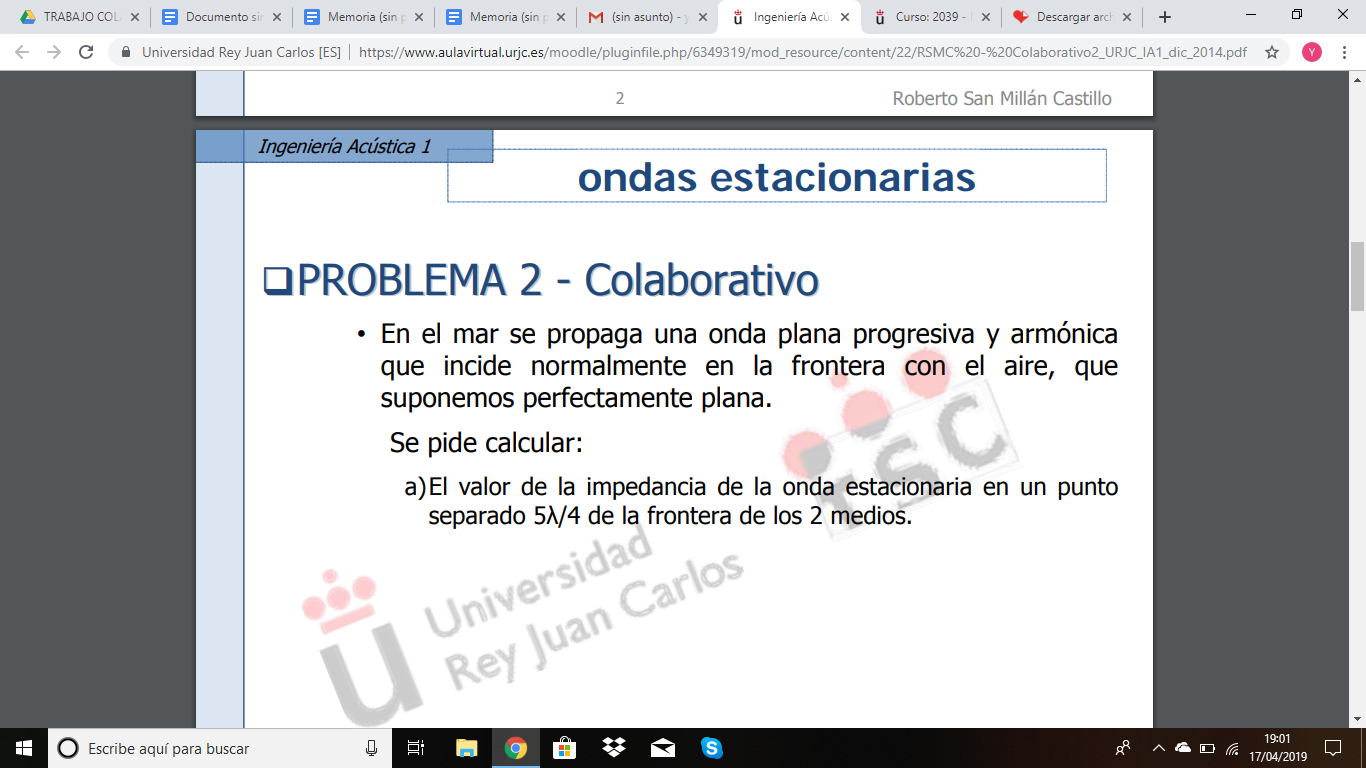 TRABAJO COL
Documento sin
Memoria (sin p
Memoria (sin p
(sin asunto) - y
Ingeniería Acús
Curso: 2039 -
Descargar arch
Universidad Rey Juan Carlos [ES]
https://www.aulavirtual.urjc.es/moodle/pluginfile.php/6349319/mod_resource/content/22/RSMC%20-%20Colaborativo2_URJC_IA1_dic_2014.pdf
Y
2
Roberto San Millán Castillo
Ingeniería Acústica 1
ondas estacionarias
PROBLEMA 2 - Colaborativo
• En el mar se propaga una onda plana progresiva y armónica
que incide normalmente en la frontera con el aire, que
suponemos perfectamente plana.
Se pide calcular:
a) El valor de la impedancia de la onda estacionaria en un punto
separado 5λ/4 de la frontera de los 2 medios.
rsc
u
Universidad
Rey Juan Carlos
Escribe aquí para buscar
19:01
17/04/2019